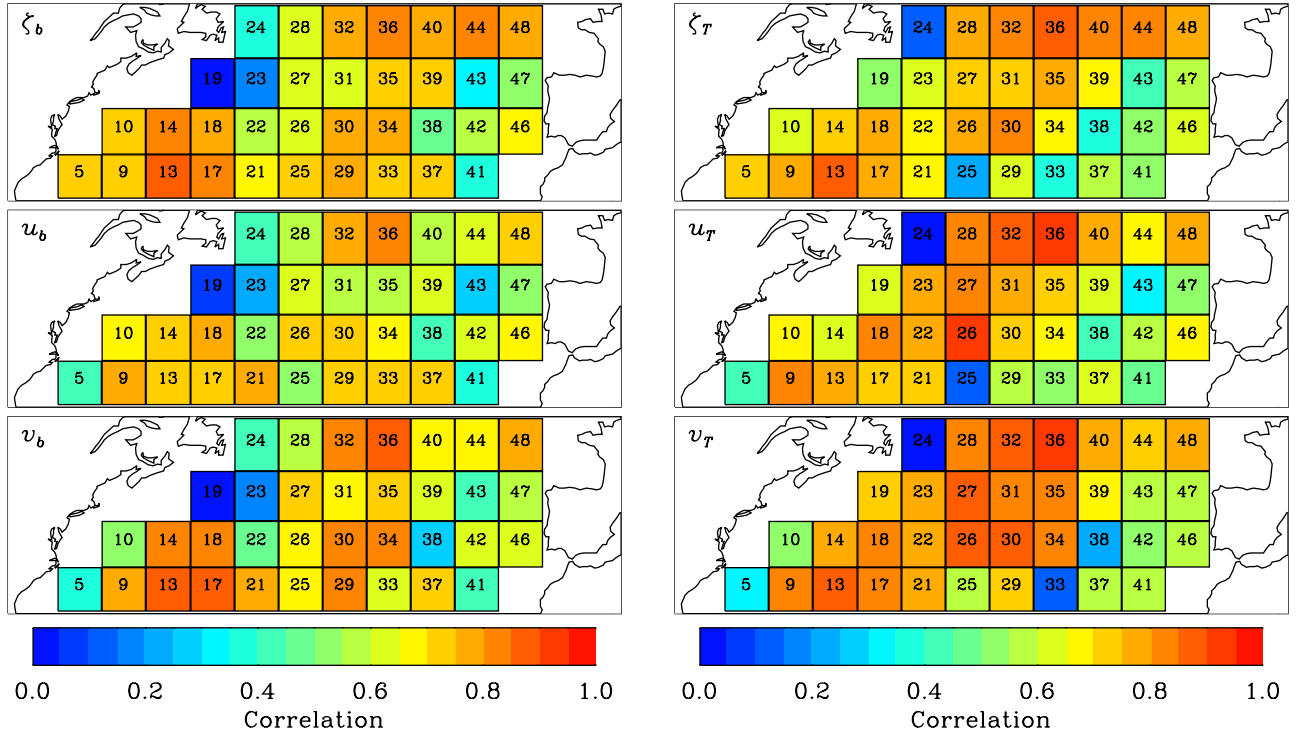 ζb 24 28 32 36 40 44 48
19 23 27 31 35 39 43 47
10 14 18 22 26 30 34 38 42 46
5 9 13 17 21 25 29 33 37 41
ζT 24 28 32 36 40 44 48
19 23 27 31 35 39 43 47
10 14 18 22 26 30 34 38 42 46
5 9 13 17 21 25 29 33 37 41
ub 24 28 32 36 40 44 48
19 23 27 31 35 39 43 47
10 14 18 22 26 30 34 38 42 46
5 9 13 17 21 25 29 33 37 41
uT 24 28 32 36 40 44 48
19 23 27 31 35 39 43 47
10 14 18 22 26 30 34 38 42 46
5 9 13 17 21 25 29 33 37 41
vb 24 28 32 36 40 44 48
19 23 27 31 35 39 43 47
10 14 18 22 26 30 34 38 42 46
5 9 13 17 21 25 29 33 37 41
vT 24 28 32 36 40 44 48
19 23 27 31 35 39 43 47
10 14 18 22 26 30 34 38 42 46
5 9 13 17 21 25 29 33 37 41
0.0 0.2 0.4 0.6 0.8 1.0
Correlation
0.0 0.2 0.4 0.6 0.8 1.0
Correlation